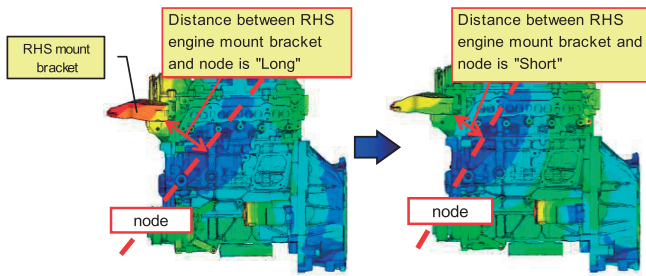 RHS mount
bracket
Distance between RHS
engine mount bracket
and node is "Long"
node
Distance between RHS
engine mount bracket and
node is "Short"
node